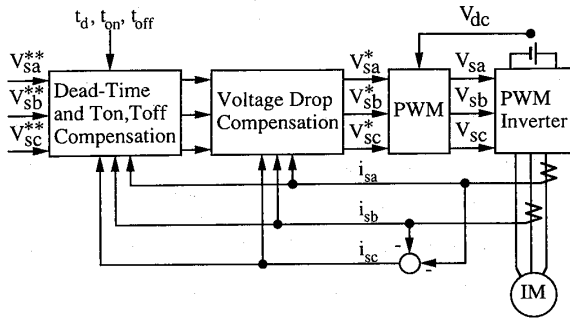 t_d, t_on, t_off
V_dc
V_sa^**
V_sb^**
V_sc^**
Dead-Time
and Ton,Toff
Compensation
Voltage Drop
Compensation
V_sa^*
V_sb^*
V_sc^*
PWM
V_sa
V_sb
V_sc
PWM
Inverter
i_sa
i_sb
i_sc
-
-
IM